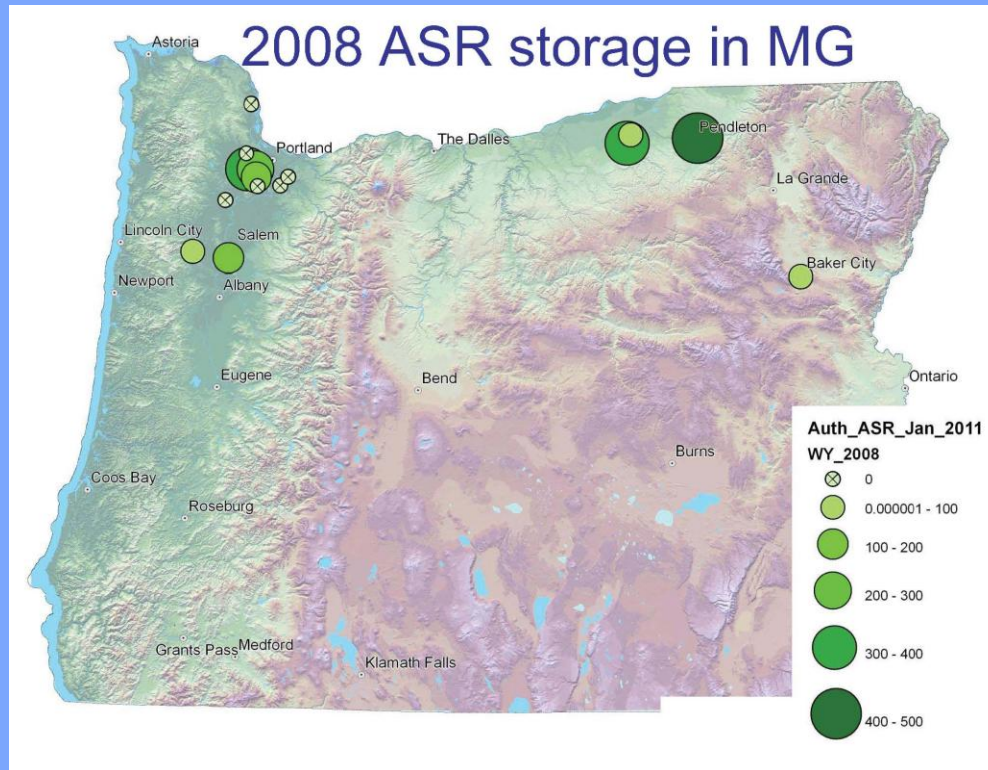 2008 ASR storage in MG
Astoria
Portland
The Dalles
Pendleton
La Grande
Lincoln City
Salem
Baker City
Newport
Albany
Eugene
Bend
Ontario
Burns
Coos Bay
Roseburg
Grants Pass
Medford
Klamath Falls
Auth_ASR_Jan_2011
WY_2008
0
0.000001 - 100
100 - 200
200 - 300
300 - 400
400 - 500